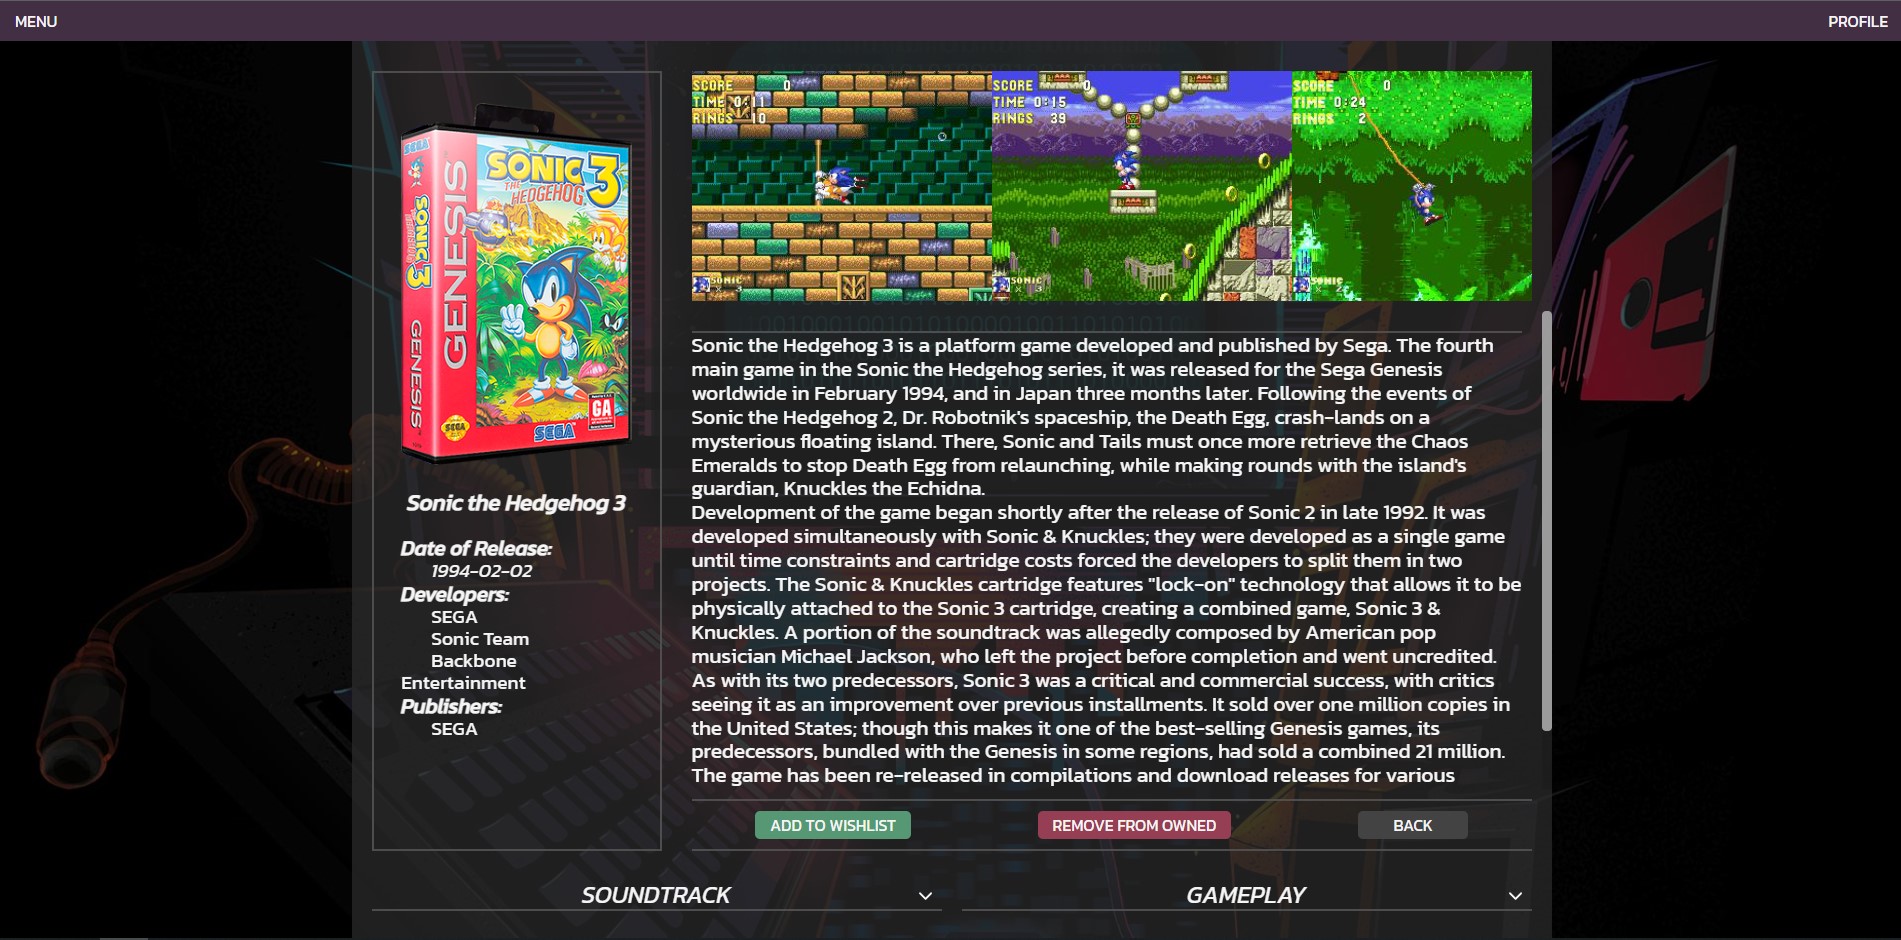 MENU
PROFILE
SEGA
GENESIS
SONIC
THE
HEDGEHOG
3
SONIC 3
GENESIS
GA
SEGA
SEGA
Sonic the Hedgehog 3
Date of Release:
1994-02-02
Developers:
SEGA
Sonic Team
Backbone
Entertainment
Publishers:
SEGA
SCORE 0
TIME 0:11
RINGS 10
SONIC
× 3
SCORE 0
TIME 0:15
RINGS 39
SONIC
× 3
SCORE 0
TIME 0:24
RINGS 2
SONIC
Sonic the Hedgehog 3 is a platform game developed and published by Sega. The fourth
main game in the Sonic the Hedgehog series, it was released for the Sega Genesis
worldwide in February 1994, and in Japan three months later. Following the events of
Sonic the Hedgehog 2, Dr. Robotnik's spaceship, the Death Egg, crash-lands on a
mysterious floating island. There, Sonic and Tails must once more retrieve the Chaos
Emeralds to stop Death Egg from relaunching, while making rounds with the island's
guardian, Knuckles the Echidna.
Development of the game began shortly after the release of Sonic 2 in late 1992. It was
developed simultaneously with Sonic & Knuckles; they were developed as a single game
until time constraints and cartridge costs forced the developers to split them in two
projects. The Sonic & Knuckles cartridge features "lock-on" technology that allows it to be
physically attached to the Sonic 3 cartridge, creating a combined game, Sonic 3 &
Knuckles. A portion of the soundtrack was allegedly composed by American pop
musician Michael Jackson, who left the project before completion and went uncredited.
As with its two predecessors, Sonic 3 was a critical and commercial success, with critics
seeing it as an improvement over previous installments. It sold over one million copies in
the United States; though this makes it one of the best-selling Genesis games, its
predecessors, bundled with the Genesis in some regions, had sold a combined 21 million.
The game has been re-released in compilations and download releases for various
ADD TO WISHLIST
REMOVE FROM OWNED
BACK
SOUNDTRACK
GAMEPLAY